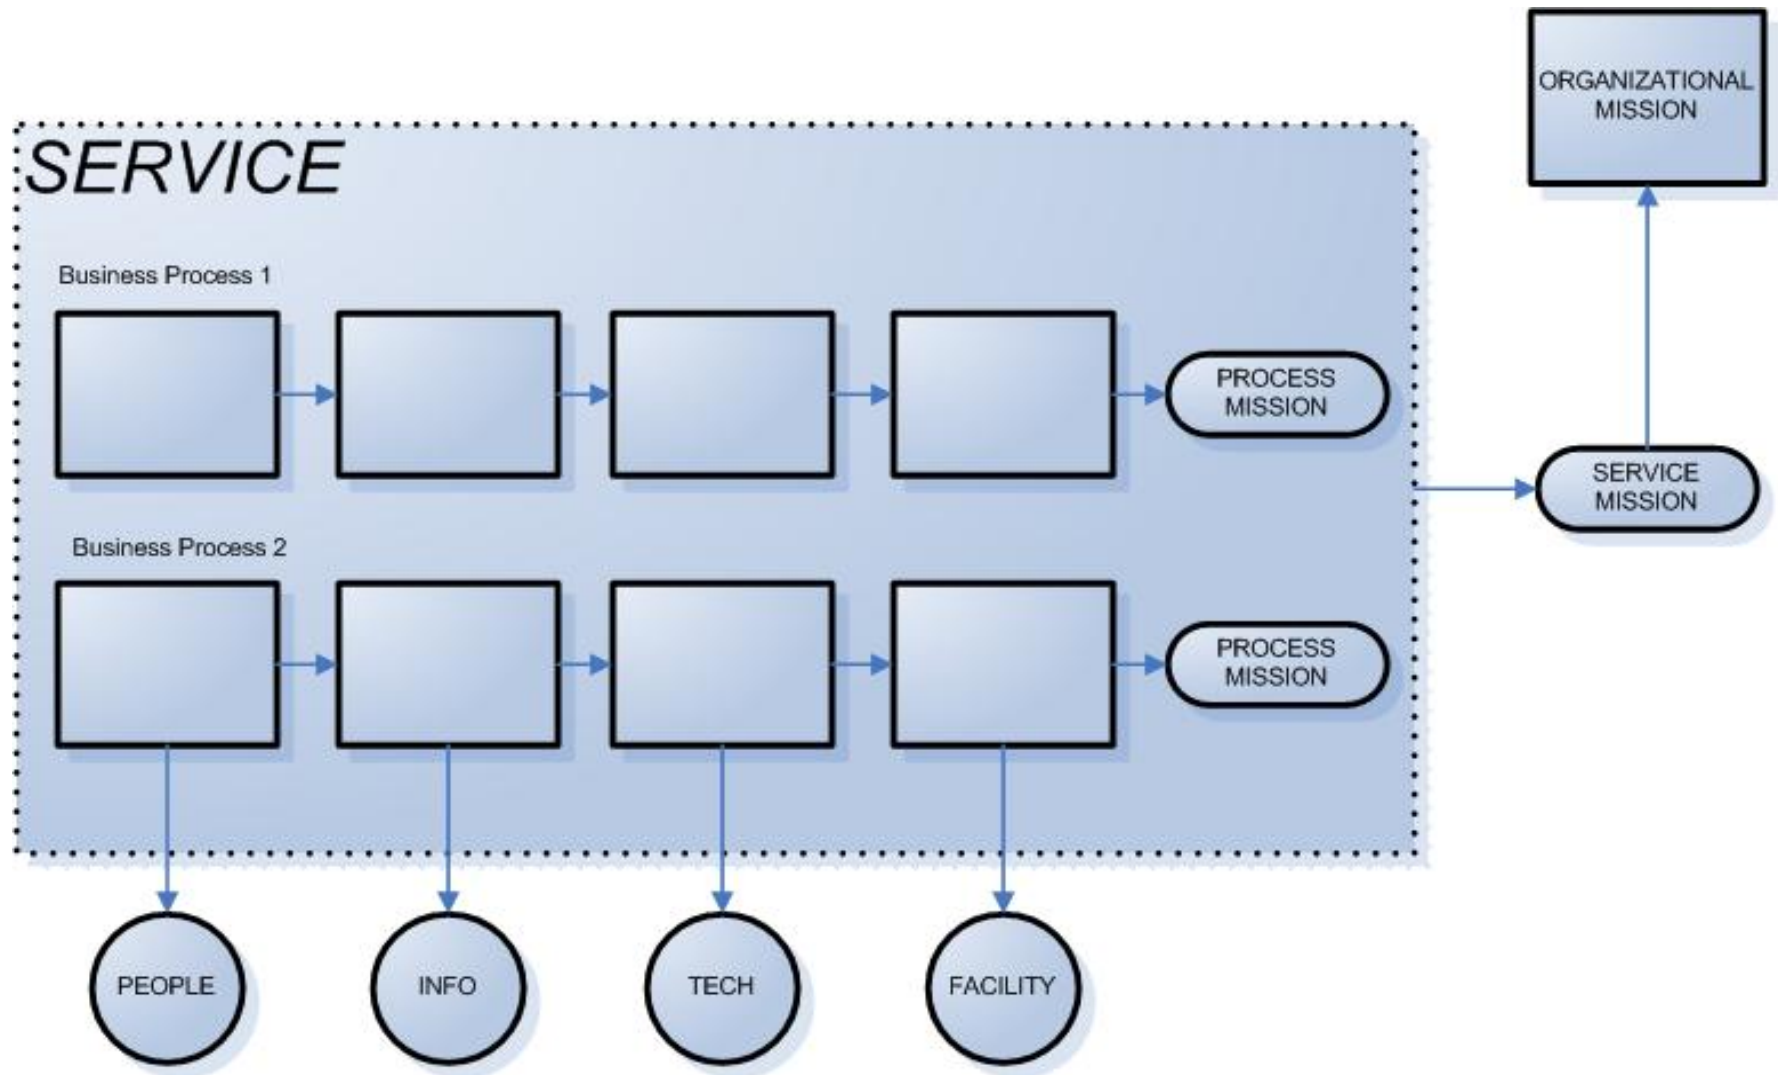 ORGANIZATIONAL
MISSION
SERVICE
Business Process 1
PROCESS
MISSION
SERVICE
MISSION
Business Process 2
PROCESS
MISSION
PEOPLE
INFO
TECH
FACILITY